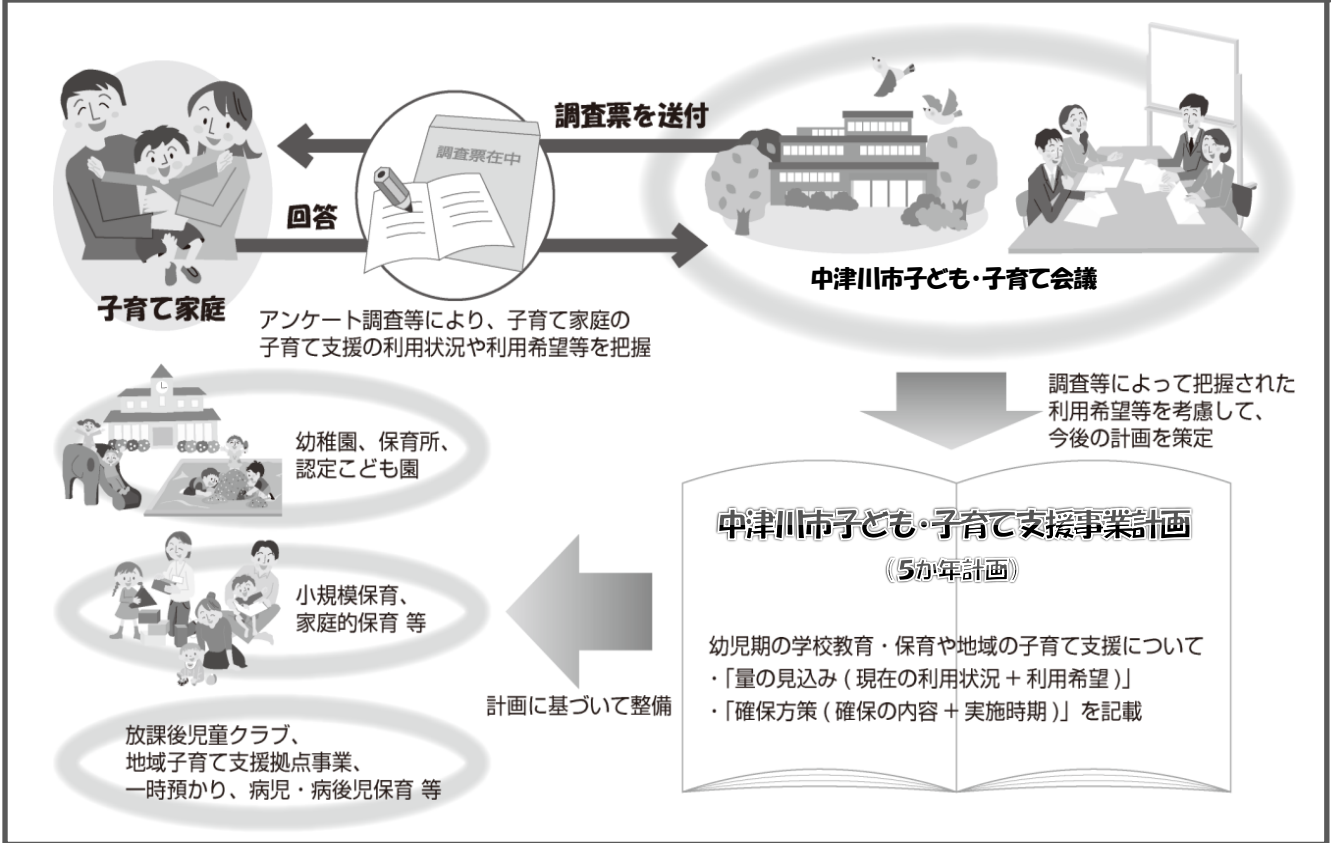 調査票を送付
調査票在中
回答
子育て家庭
中津川市子ども・子育て会議
アンケート調査等により、子育て家庭の
子育て支援の利用状況や利用希望等を把握
調査等によって把握された
利用希望等を考慮して、
今後の計画を策定
中津川市子ども・子育て支援事業計画
(5か年計画)
幼児期の学校教育・保育や地域の子育て支援について
・「量の見込み(現在の利用状況+利用希望)」
・「確保方策(確保の内容+実施時期)」を記載
計画に基づいて整備
幼稚園、保育所、
認定こども園
小規模保育、
家庭的保育 等
放課後児童クラブ、
地域子育て支援拠点事業、
一時預かり、病児・病後児保育 等